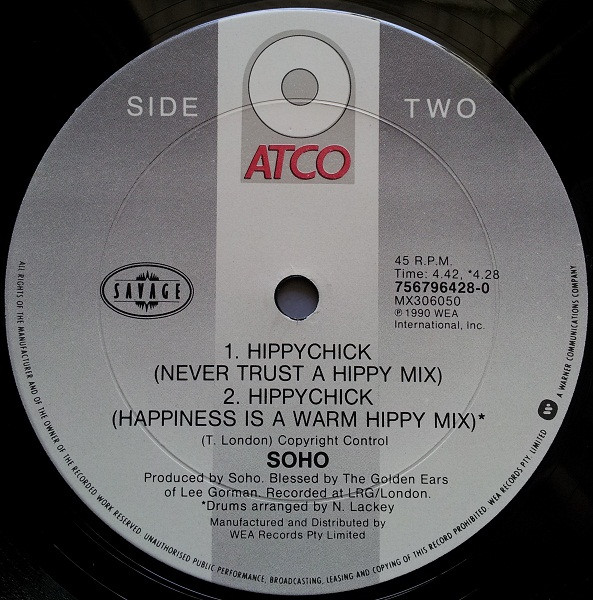 SIDE TWO
ATCO
SAVAGE
45 R.P.M.
Time: 4.42, *4.28
756796428-0
MX306050
℗ 1990 WEA
International, Inc.
1. HIPPYCHICK
(NEVER TRUST A HIPPY MIX)
2. HIPPYCHICK
(HAPPINESS IS A WARM HIPPY MIX)*
(T. London) Copyright Control
SOHO
Produced by Soho. Blessed by The Golden Ears
of Lee Gorman. Recorded at LRG/London.
*Drums arranged by N. Lackey
Manufactured and Distributed by
WEA Records Pty Limited
ALL RIGHTS OF THE MANUFACTURER AND OF THE OWNER OF THE RECORDED WORK RESERVED. UNAUTHORISED PUBLIC PERFORMANCE, BROADCASTING, LEASING AND COPYING OF THIS RECORD PROHIBITED. WEA RECORDS PTY LIMITED A WARNER COMMUNICATIONS COMPANY